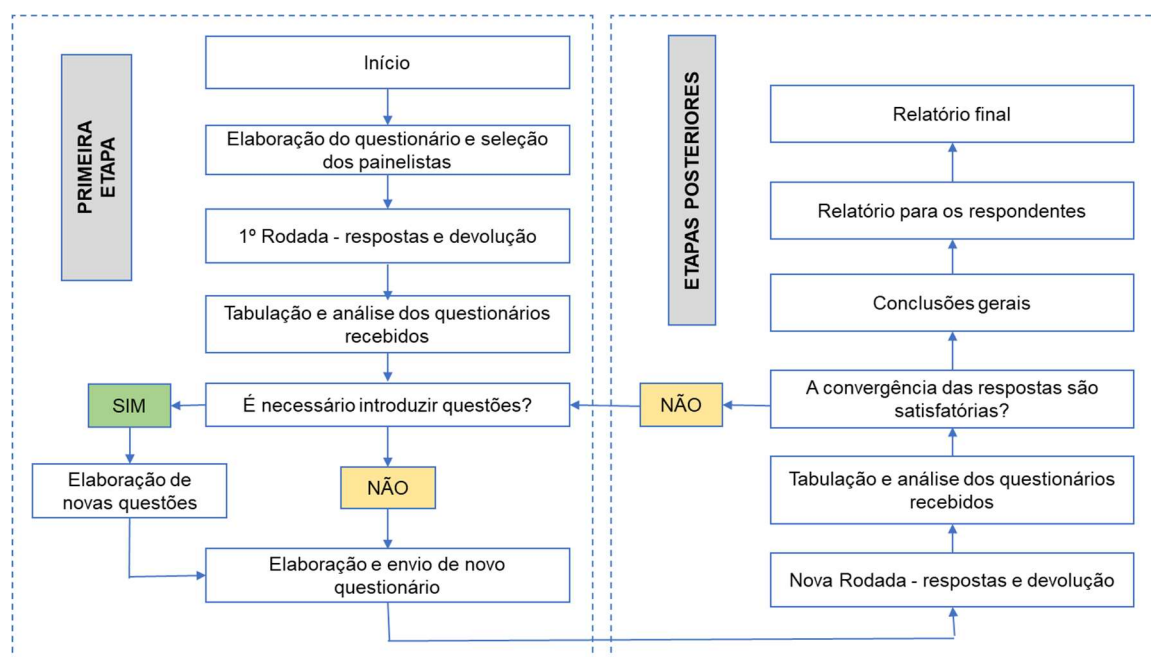 PRIMEIRA
ETAPA
Início
Elaboração do questionário e seleção
dos painelistas
1º Rodada - respostas e devolução
Tabulação e análise dos questionários
recebidos
É necessário introduzir questões?
SIM
NÃO
Elaboração de
novas questões
Elaboração e envio de novo
questionário
ETAPAS POSTERIORES
Relatório final
Relatório para os respondentes
Conclusões gerais
A convergência das respostas são
satisfatórias?
NÃO
Tabulação e análise dos questionários
recebidos
Nova Rodada - respostas e devolução